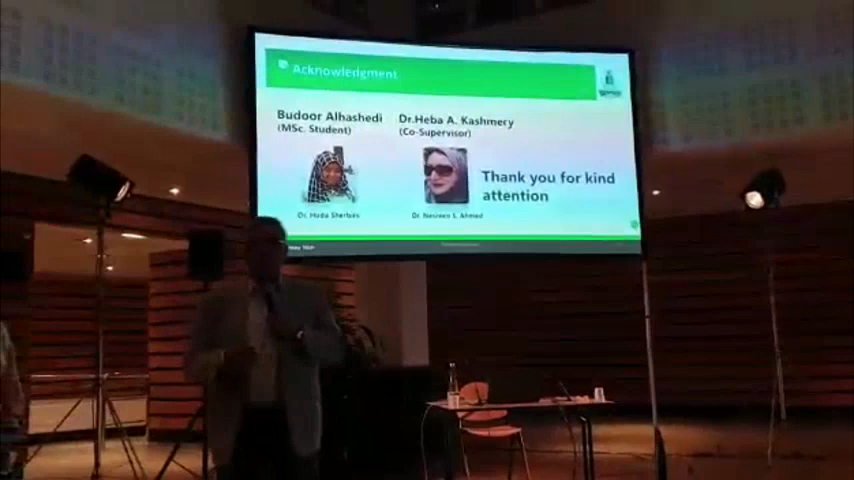 Acknowledgment
Budoor Alhashedi
(MSc. Student)
Dr.Heba A. Kashmery
(Co-Supervisor)
Thank you for kind
attention
Dr. Huda Sherbini
Dr. Nesreen S. Ahmed